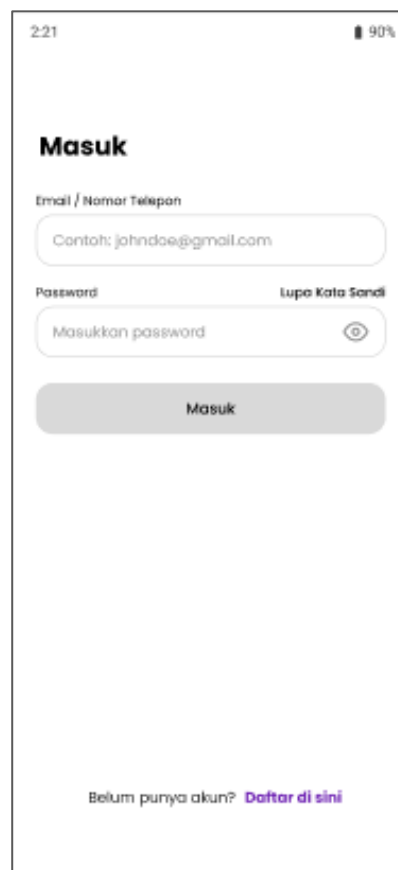 2:21 90%
Masuk
Email / Nomor Telepon
Contoh: johndoe@gmail.com
Password Lupa Kata Sandi
Masukkan password
Masuk
Belum punya akun? Daftar di sini